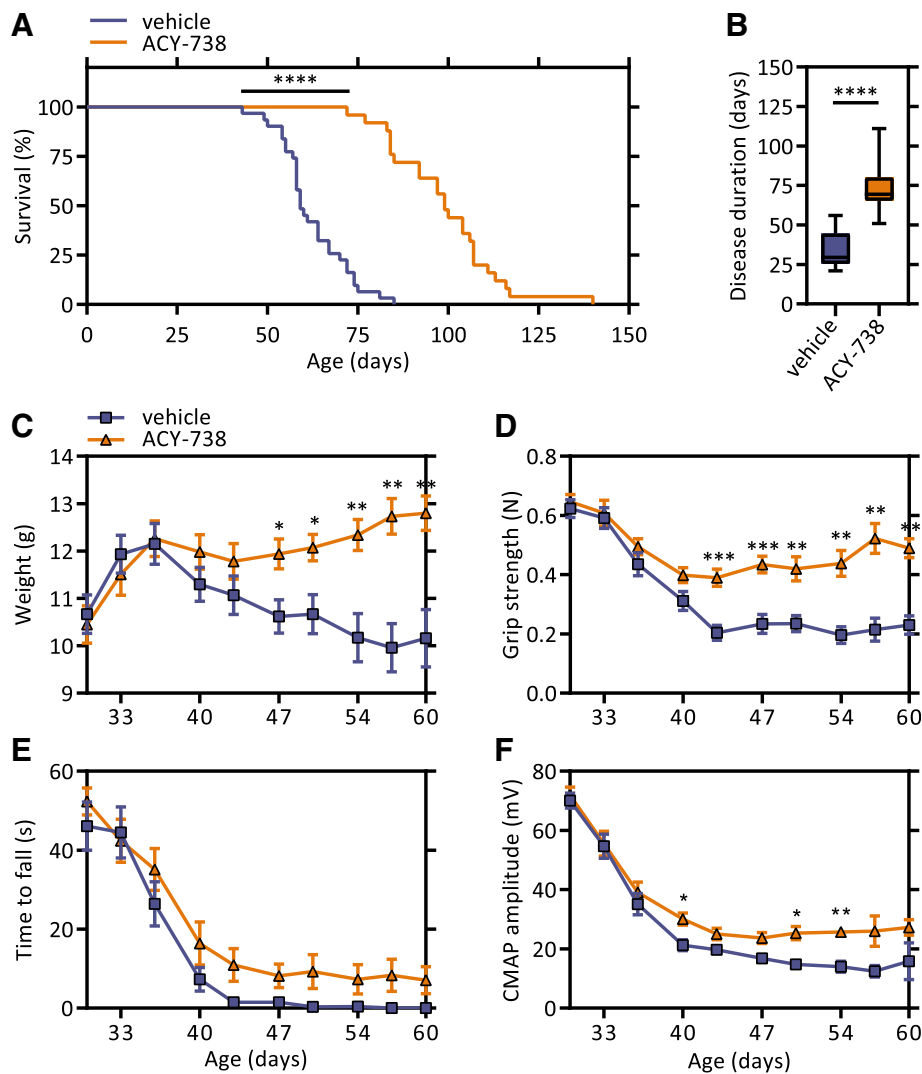 A
vehicle
ACY-738
Survival (%)
100
75
50
25
0
****
0 25 50 75 100 125 150
Age (days)
B
Disease duration (days)
150
125
100
75
50
25
0
****
vehicle
ACY-738
C
vehicle
ACY-738
Weight (g)
14
13
12
11
10
9
* * ** ** **
33 40 47 54 60
D
Grip strength (N)
0.8
0.6
0.4
0.2
0.0
*** *** ** ** ** **
33 40 47 54 60
E
Time to fall (s)
60
40
20
0
33 40 47 54 60
Age (days)
F
CMAP amplitude (mV)
80
60
40
20
0
* * **
33 40 47 54 60
Age (days)